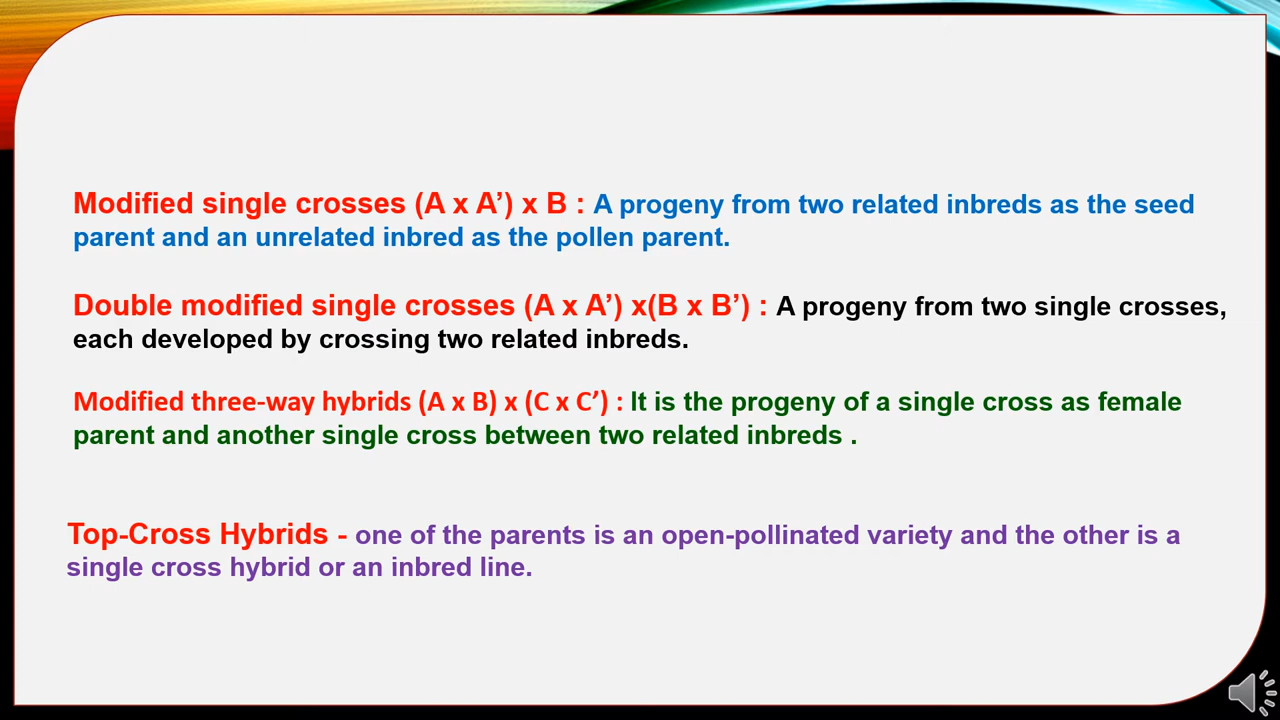 Modified single crosses (A x A’) x B : A progeny from two related inbreds as the seed
parent and an unrelated inbred as the pollen parent.
Double modified single crosses (A x A’) x(B x B’) : A progeny from two single crosses,
each developed by crossing two related inbreds.
Modified three-way hybrids (A x B) x (C x C’) : It is the progeny of a single cross as female
parent and another single cross between two related inbreds .
Top-Cross Hybrids - one of the parents is an open-pollinated variety and the other is a
single cross hybrid or an inbred line.